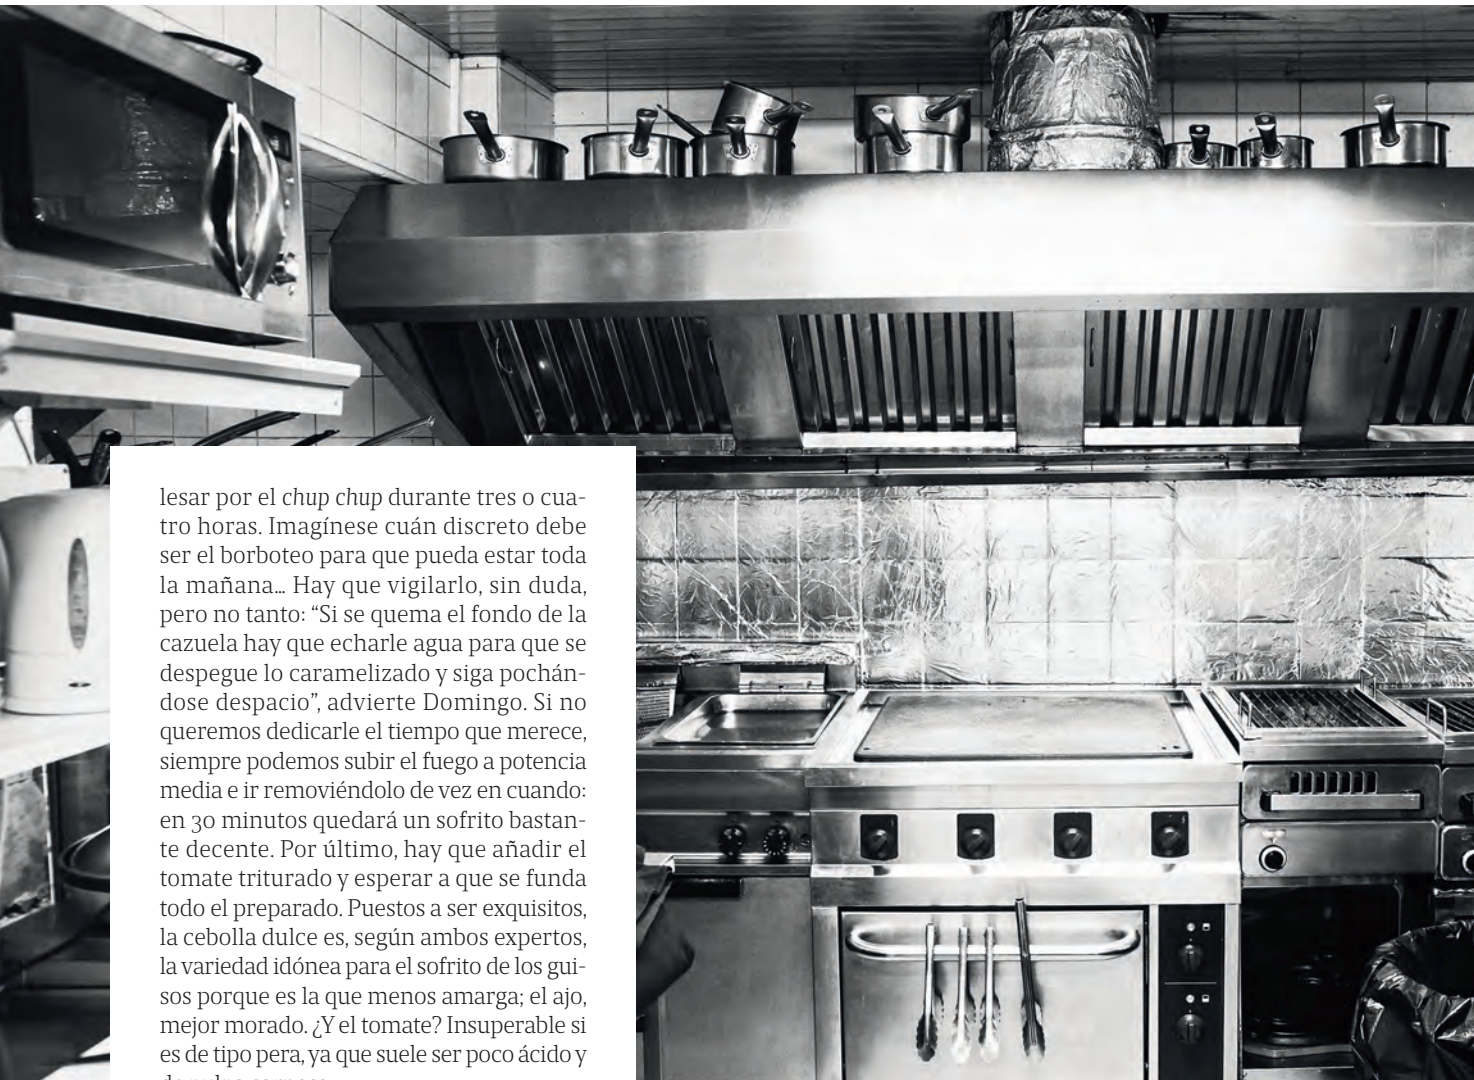 lesar por el chup chup durante tres o cua-
tro horas. Imagínese cuán discreto debe
ser el borboteo para que pueda estar toda
la mañana... Hay que vigilarlo, sin duda,
pero no tanto: “Si se quema el fondo de la
cazuela hay que echarle agua para que se
despegue lo caramelizado y siga pochán-
dose despacio”, advierte Domingo. Si no
queremos dedicarle el tiempo que merece,
siempre podemos subir el fuego a potencia
media e ir removiéndolo de vez en cuando:
en 30 minutos quedará un sofrito bastan-
te decente. Por último, hay que añadir el
tomate triturado y esperar a que se funda
todo el preparado. Puestos a ser exquisitos,
la cebolla dulce es, según ambos expertos,
la variedad idónea para el sofrito de los gui-
sos porque es la que menos amarga; el ajo,
mejor morado. ¿Y el tomate? Insuperable si
es de tipo pera, ya que suele ser poco ácido y